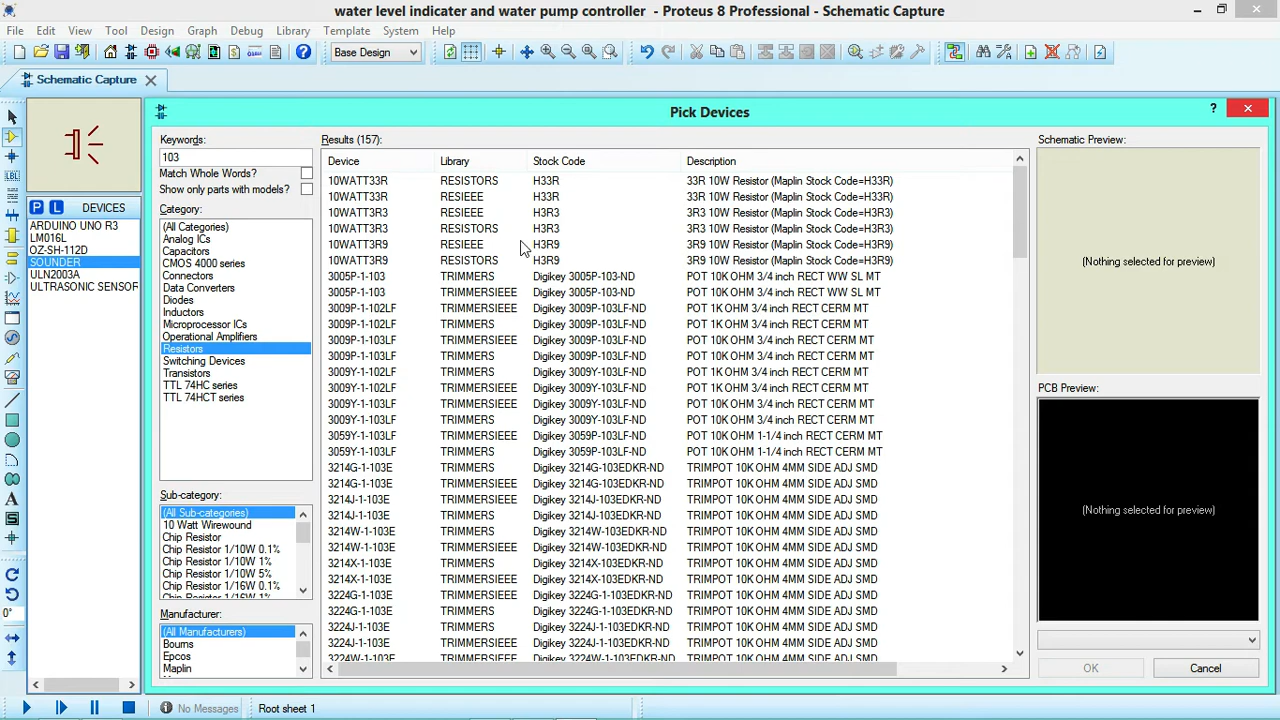 water level indicater and water pump controller - Proteus 8 Professional - Schematic Capture
File Edit View Tool Design Graph Debug Library Template System Help
Base Design
Schematic Capture
Pick Devices
?
Keywords:
103
Match Whole Words?
Show only parts with models?
Category:
(All Categories)
Analog ICs
Capacitors
CMOS 4000 series
Connectors
Data Converters
Diodes
Inductors
Microprocessor ICs
Operational Amplifiers
Resistors
Switching Devices
Transistors
TTL 74HC series
TTL 74HCT series
Sub-category:
(All Sub-categories)
10 Watt Wirewound
Chip Resistor
Chip Resistor 1/10W 0.1%
Chip Resistor 1/10W 1%
Chip Resistor 1/10W 5%
Chip Resistor 1/16W 0.1%
Chip Resistor 1/16W 1%
Manufacturer:
(All Manufacturers)
Bourns
Epcos
Maplin
P L DEVICES
ARDUINO UNO R3
LM016L
OZ-SH-112D
SOUNDER
ULN2003A
ULTRASONIC SENSOR
Results (157):
Device Library Stock Code Description
10WATT33R RESISTORS H33R 33R 10W Resistor (Maplin Stock Code=H33R)
10WATT33R RESIEEE H33R 33R 10W Resistor (Maplin Stock Code=H33R)
10WATT3R3 RESIEEE H3R3 3R3 10W Resistor (Maplin Stock Code=H3R3)
10WATT3R3 RESISTORS H3R3 3R3 10W Resistor (Maplin Stock Code=H3R3)
10WATT3R9 RESIEEE H3R9 3R9 10W Resistor (Maplin Stock Code=H3R9)
10WATT3R9 RESISTORS H3R9 3R9 10W Resistor (Maplin Stock Code=H3R9)
3005P-1-103 TRIMMERS Digikey 3005P-103-ND POT 10K OHM 3/4 inch RECT WW SL MT
3005P-1-103 TRIMMERSIEEE Digikey 3005P-103-ND POT 10K OHM 3/4 inch RECT WW SL MT
3009P-1-102LF TRIMMERSIEEE Digikey 3009P-103LF-ND POT 1K OHM 3/4 inch RECT CERM MT
3009P-1-102LF TRIMMERS Digikey 3009P-103LF-ND POT 1K OHM 3/4 inch RECT CERM MT
3009P-1-103LF TRIMMERSIEEE Digikey 3009P-103LF-ND POT 10K OHM 3/4 inch RECT CERM MT
3009P-1-103LF TRIMMERS Digikey 3009P-103LF-ND POT 10K OHM 3/4 inch RECT CERM MT
3009Y-1-102LF TRIMMERS Digikey 3009Y-103LF-ND POT 1K OHM 3/4 inch RECT CERM MT
3009Y-1-102LF TRIMMERSIEEE Digikey 3009Y-103LF-ND POT 1K OHM 3/4 inch RECT CERM MT
3009Y-1-103LF TRIMMERSIEEE Digikey 3009Y-103LF-ND POT 10K OHM 3/4 inch RECT CERM MT
3009Y-1-103LF TRIMMERS Digikey 3009Y-103LF-ND POT 10K OHM 3/4 inch RECT CERM MT
3059Y-1-103LF TRIMMERSIEEE Digikey 3059P-103LF-ND POT 10K OHM 1-1/4 inch RECT CERM MT
3059Y-1-103LF TRIMMERS Digikey 3059P-103LF-ND POT 10K OHM 1-1/4 inch RECT CERM MT
3214G-1-103E TRIMMERS Digikey 3214G-103EDKR-ND TRIMPOT 10K OHM 4MM SIDE ADJ SMD
3214G-1-103E TRIMMERSIEEE Digikey 3214G-103EDKR-ND TRIMPOT 10K OHM 4MM SIDE ADJ SMD
3214J-1-103E TRIMMERSIEEE Digikey 3214J-103EDKR-ND TRIMPOT 10K OHM 4MM SIDE ADJ SMD
3214J-1-103E TRIMMERS Digikey 3214J-103EDKR-ND TRIMPOT 10K OHM 4MM SIDE ADJ SMD
3214W-1-103E TRIMMERS Digikey 3214W-103EDKR-ND TRIMPOT 10K OHM 4MM SIDE ADJ SMD
3214W-1-103E TRIMMERSIEEE Digikey 3214W-103EDKR-ND TRIMPOT 10K OHM 4MM SIDE ADJ SMD
3214X-1-103E TRIMMERS Digikey 3214X-103EDKR-ND TRIMPOT 10K OHM 4MM SIDE ADJ SMD
3214X-1-103E TRIMMERSIEEE Digikey 3214X-103EDKR-ND TRIMPOT 10K OHM 4MM SIDE ADJ SMD
3224G-1-103E TRIMMERSIEEE Digikey 3224G-1-103EDKR-ND TRIMPOT 10K OHM 4MM SIDE ADJ SMD
3224G-1-103E TRIMMERS Digikey 3224G-1-103EDKR-ND TRIMPOT 10K OHM 4MM SIDE ADJ SMD
3224J-1-103E TRIMMERS Digikey 3224J-1-103EDKR-ND TRIMPOT 10K OHM 4MM SIDE ADJ SMD
3224J-1-103E TRIMMERSIEEE Digikey 3224J-1-103EDKR-ND TRIMPOT 10K OHM 4MM SIDE ADJ SMD
3224W-1-103E TRIMMERSIEEE Digikey 3224W-1-103EDKR-ND TRIMPOT 10K OHM 4MM SIDE ADJ SMD
Schematic Preview:
(Nothing selected for preview)
PCB Preview:
(Nothing selected for preview)
OK Cancel
0°
No Messages Root sheet 1